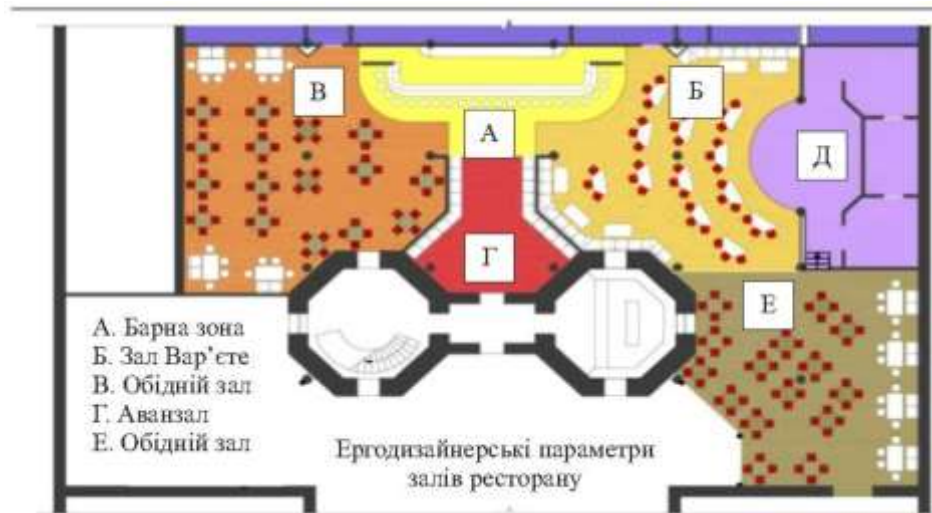 В
А
Б
Д
Г
Е
А. Барна зона
Б. Зал Вар’єте
В. Обідній зал
Г. Аванзал
Е. Обідній зал
Ергодизайнерські параметри
залів ресторану